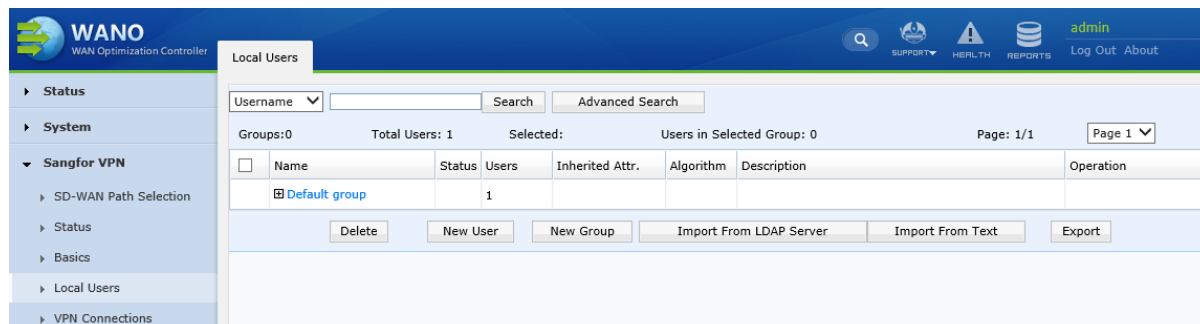 WANO
WAN Optimization Controller
Local Users
SUPPORT
HEALTH
REPORTS
admin
Log Out About
Status
System
Sangfor VPN
SD-WAN Path Selection
Status
Basics
Local Users
VPN Connections
Username Search Advanced Search
Groups:0 Total Users: 1 Selected: Users in Selected Group: 0 Page: 1/1 Page 1
Name Status Users Inherited Attr. Algorithm Description Operation
Default group 1
Delete New User New Group Import From LDAP Server Import From Text Export